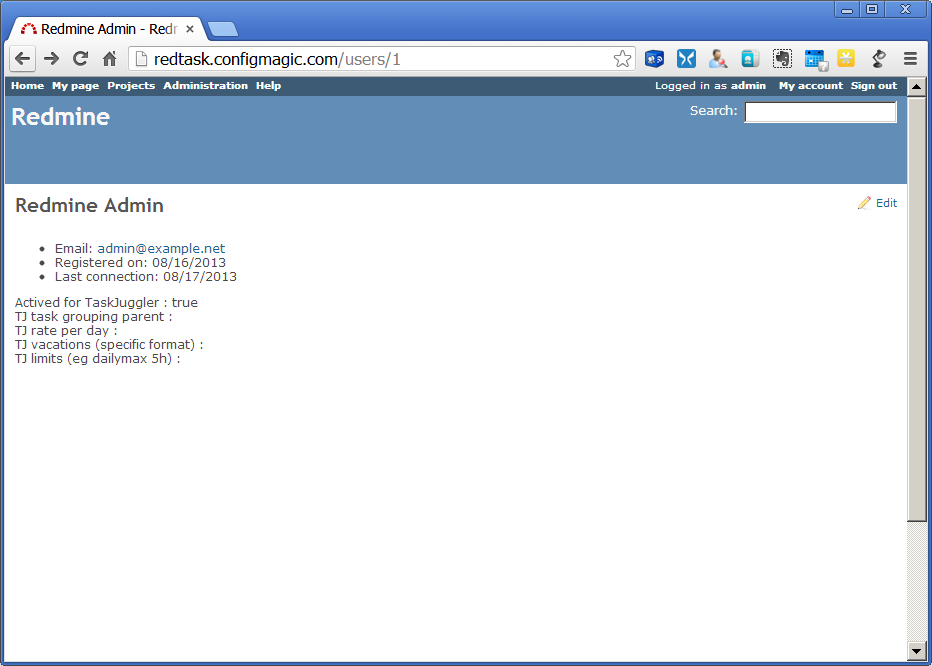 Redmine Admin - Redr
redtask.configmagic.com/users/1
Home My page Projects Administration Help Logged in as admin My account Sign out
Redmine Search:
Redmine Admin Edit
Email: admin@example.net
Registered on: 08/16/2013
Last connection: 08/17/2013
Actived for TaskJuggler : true
TJ task grouping parent :
TJ rate per day :
TJ vacations (specific format) :
TJ limits (eg dailymax 5h) :